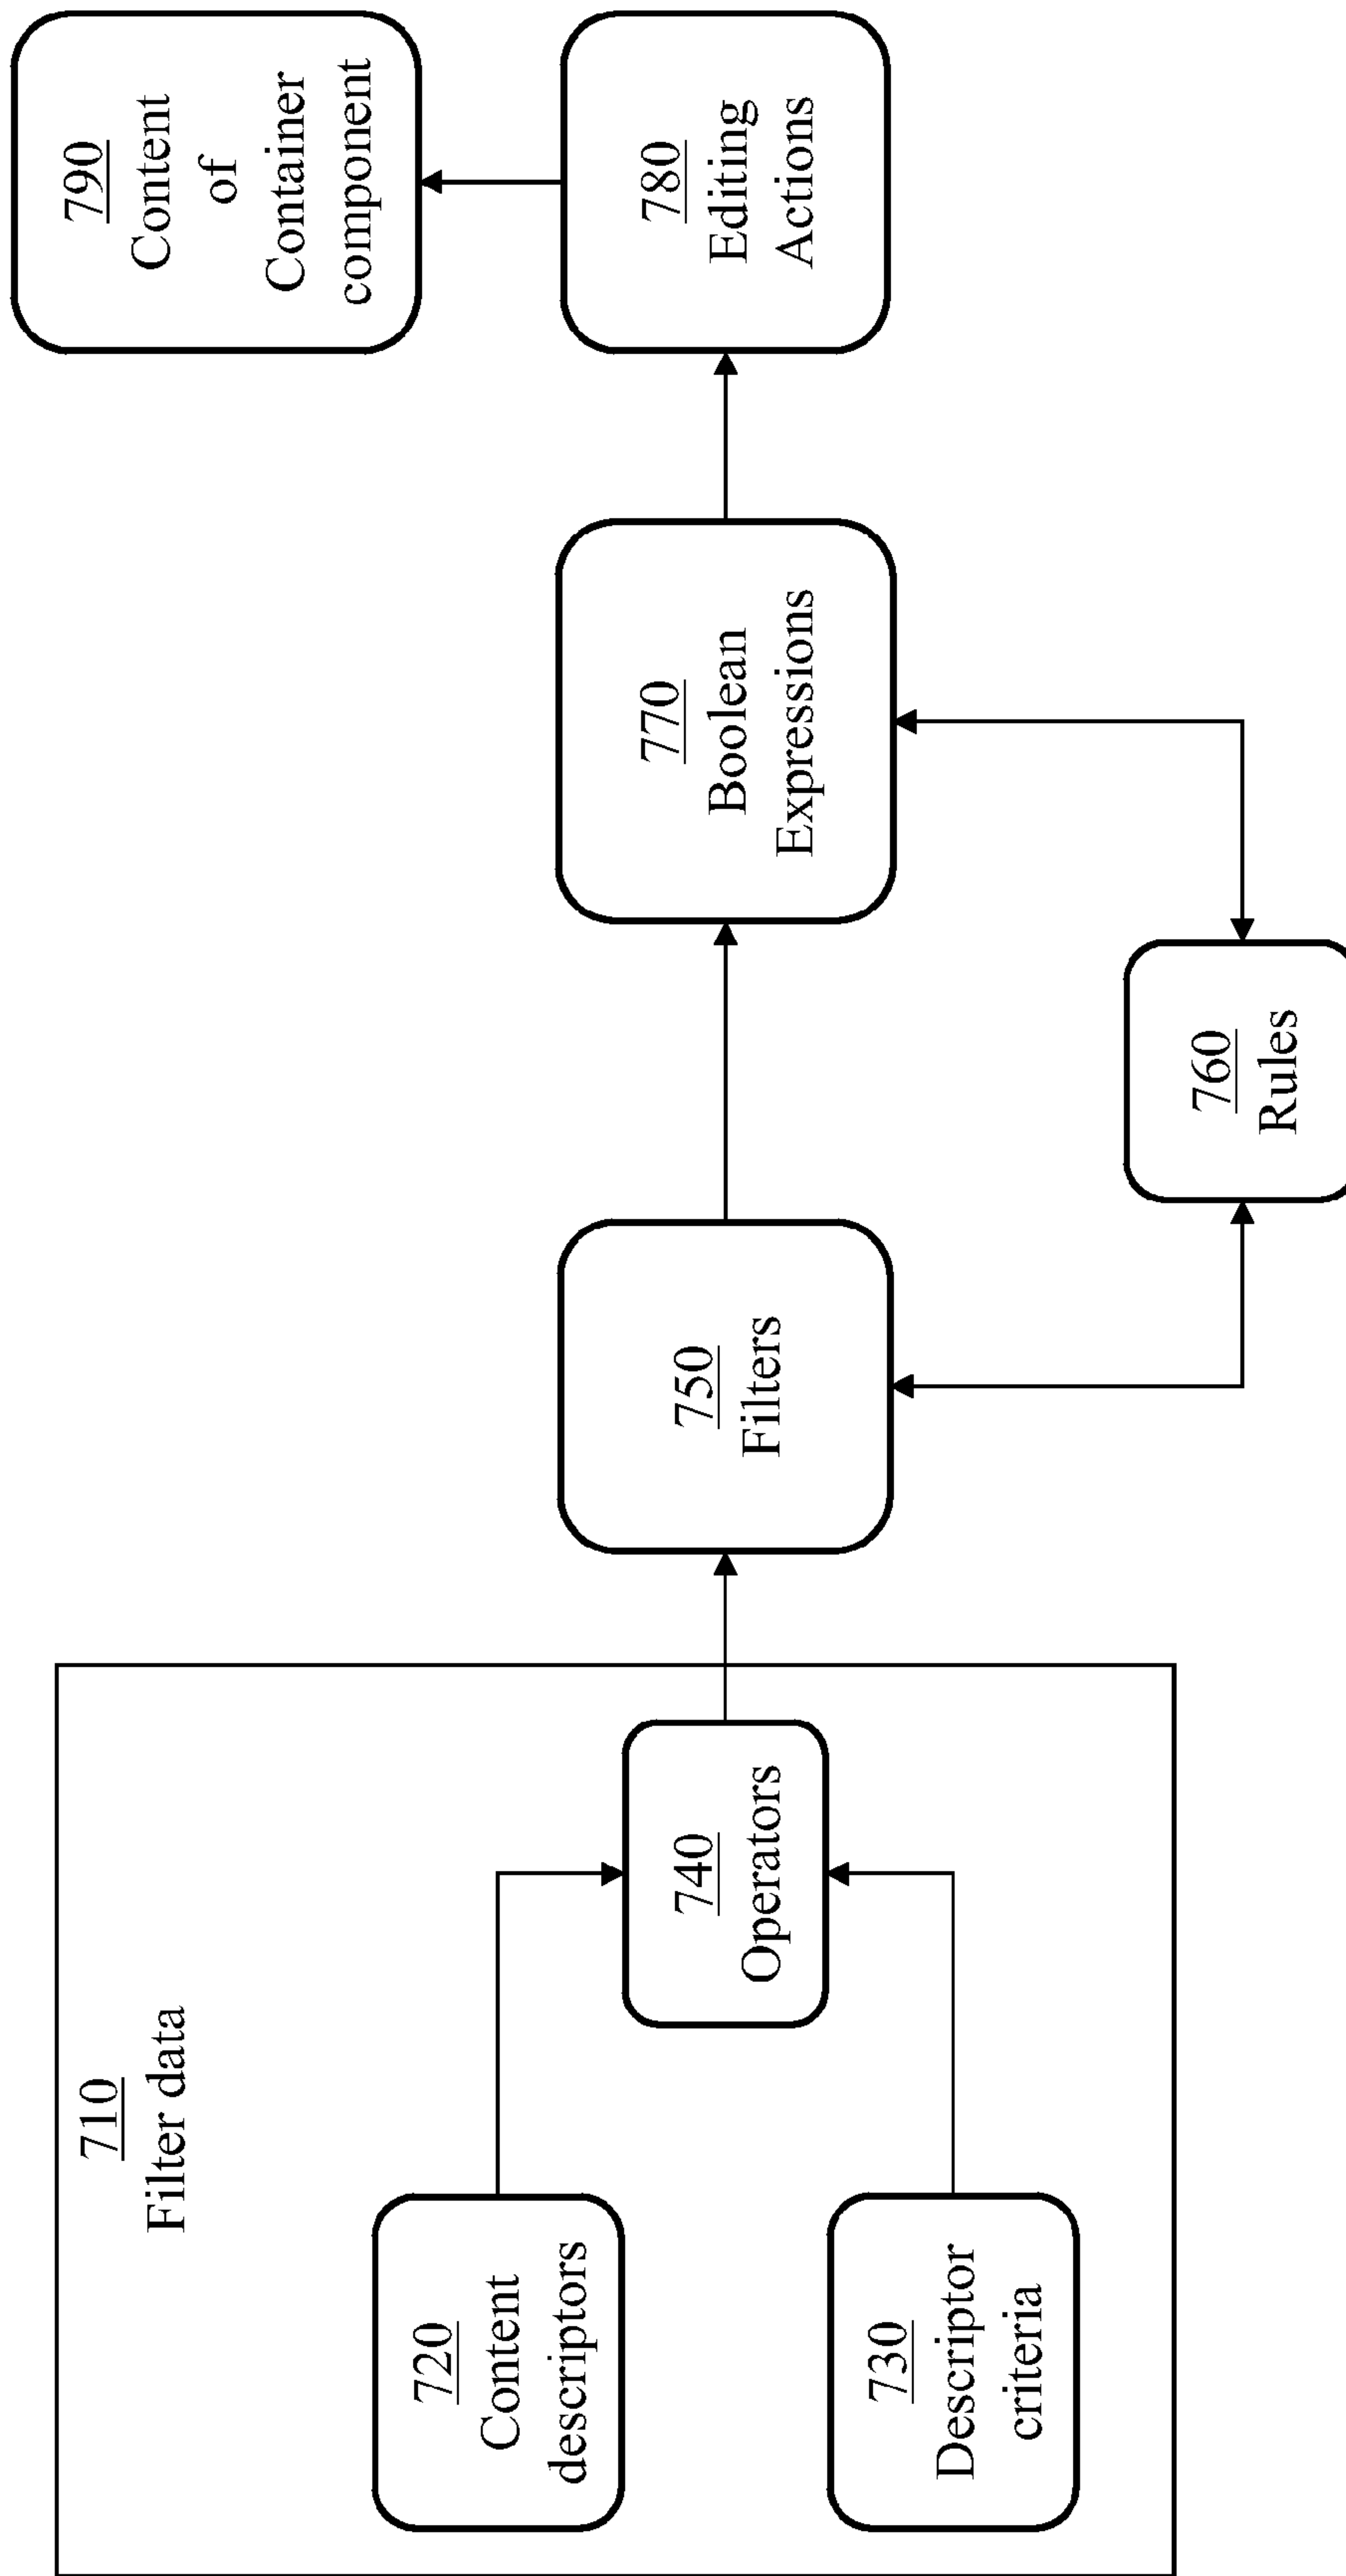 710
Filter data
720
Content
descriptors
730
Descriptor
criteria
740
Operators
750
Filters
760
Rules
770
Boolean
Expressions
780
Editing
Actions
790
Content
of
Container
component